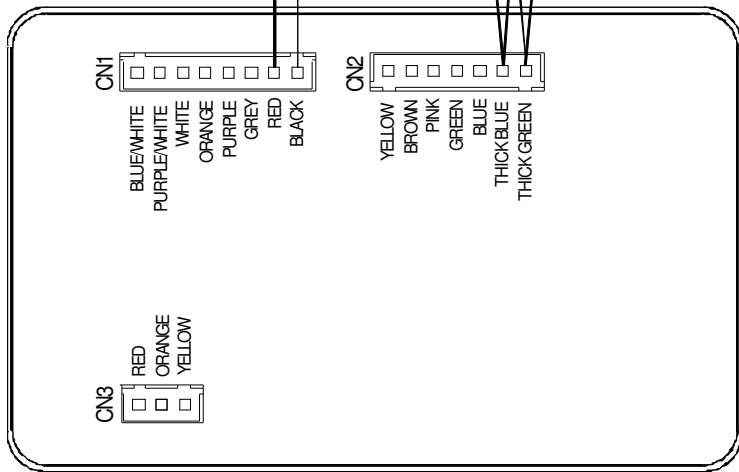 CN1
BLUE/WHITE
PURPLE/WHITE
WHITE
ORANGE
PURPLE
GREY
RED
BLACK
CN2
YELLOW
BROWN
PINK
GREEN
BLUE
THICK BLUE
THICK GREEN
CN3
RED
ORANGE
YELLOW